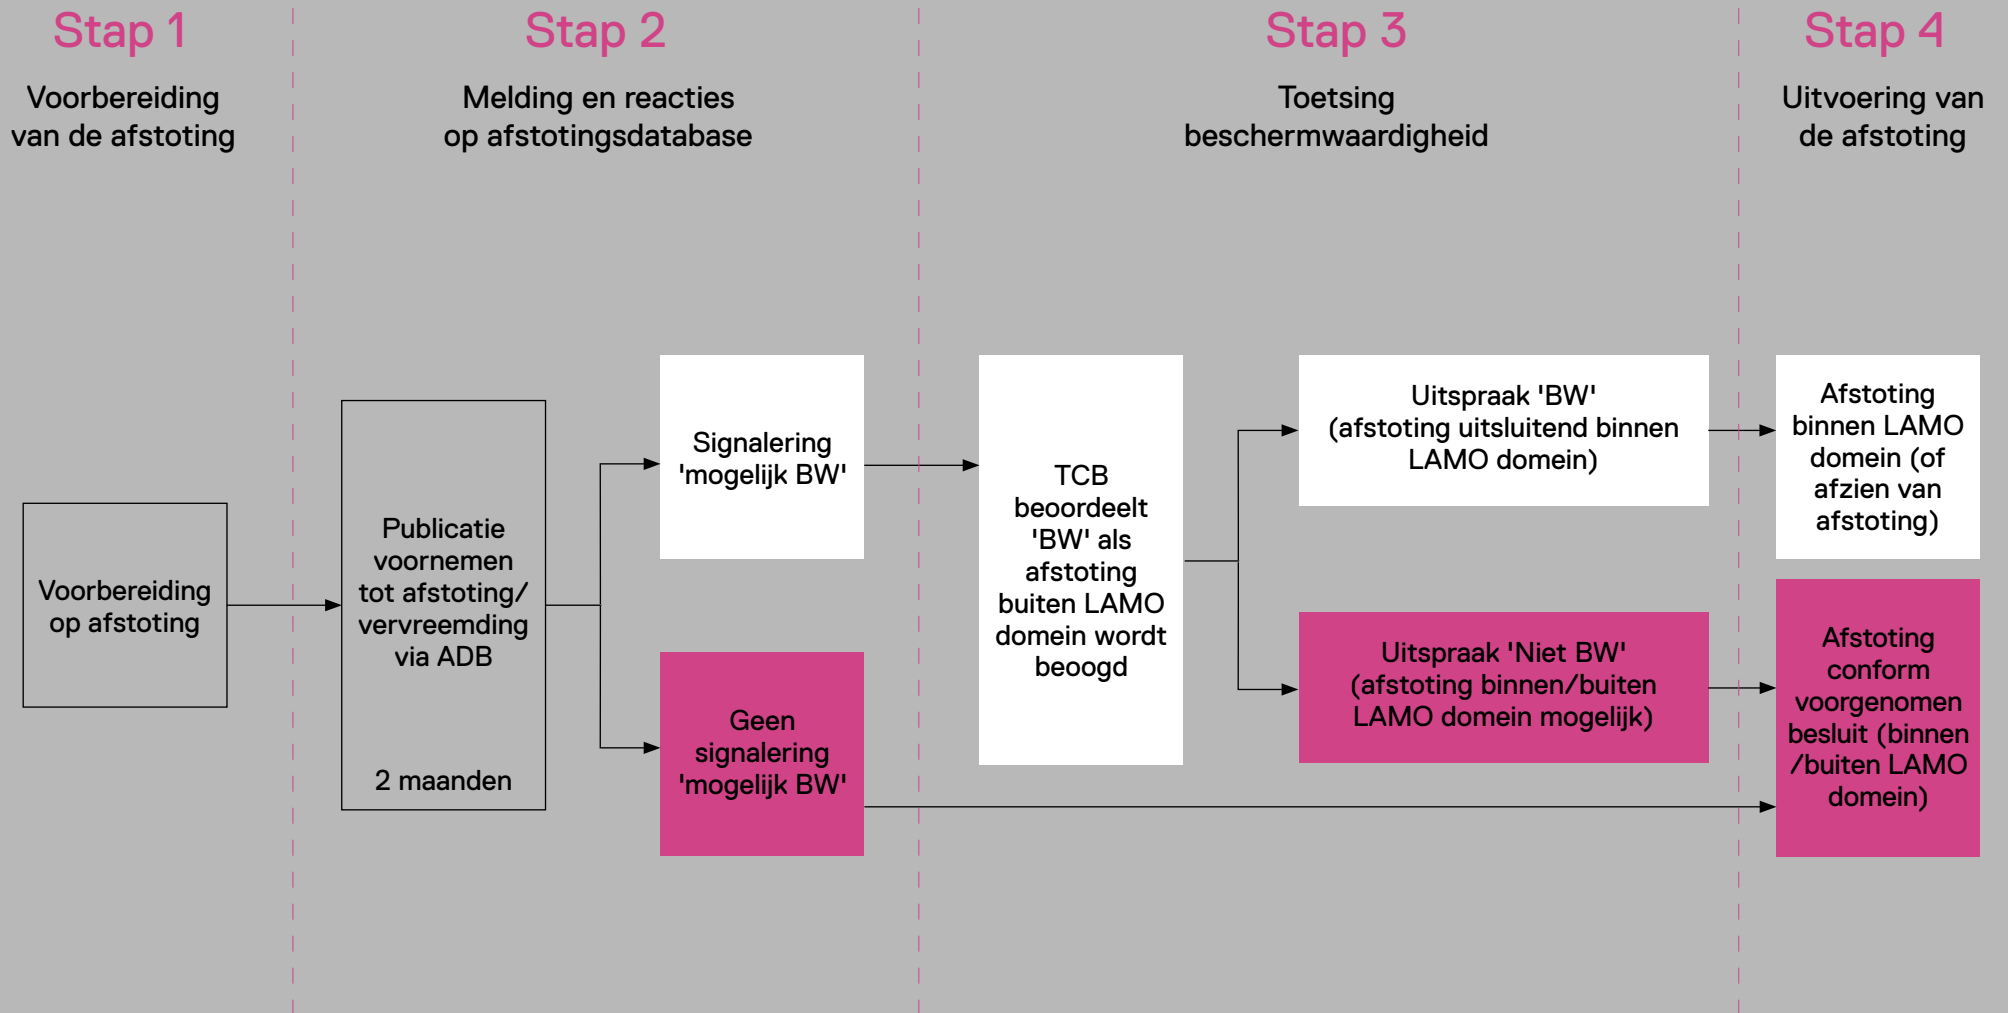 Stap 1
Voorbereiding
van de afstoting
Stap 2
Melding en reacties
op afstotingsdatabase
Stap 3
Toetsing
beschermwaardigheid
Stap 4
Uitvoering van
de afstoting
Voorbereiding
op afstoting
Publicatie
voornemen
tot afstoting/
vervreemding
via ADB
2 maanden
Signalering
'mogelijk BW'
Geen
signalering
'mogelijk BW'
TCB
beoordeelt
'BW' als
afstoting
buiten LAMO
domein wordt
beoogd
Uitspraak 'BW'
(afstoting uitsluitend binnen
LAMO domein)
Uitspraak 'Niet BW'
(afstoting binnen/buiten
LAMO domein mogelijk)
Afstoting
binnen LAMO
domein (of
afzien van
afstoting)
Afstoting
conform
voorgenomen
besluit (binnen
/buiten LAMO
domein)